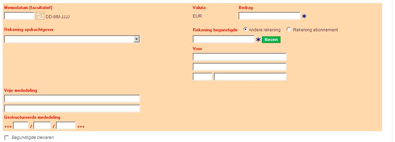 Memodatum (facultatief) Valuta Bedrag
DD-MM-JJJJ EUR
Rekening opdrachtgever Rekening begunstigde Andere rekening Rekening abonnement
Kiezen
Naam
Vrije mededeling
Gestructureerde mededeling
+++ / / +++
Begunstigde bewaren